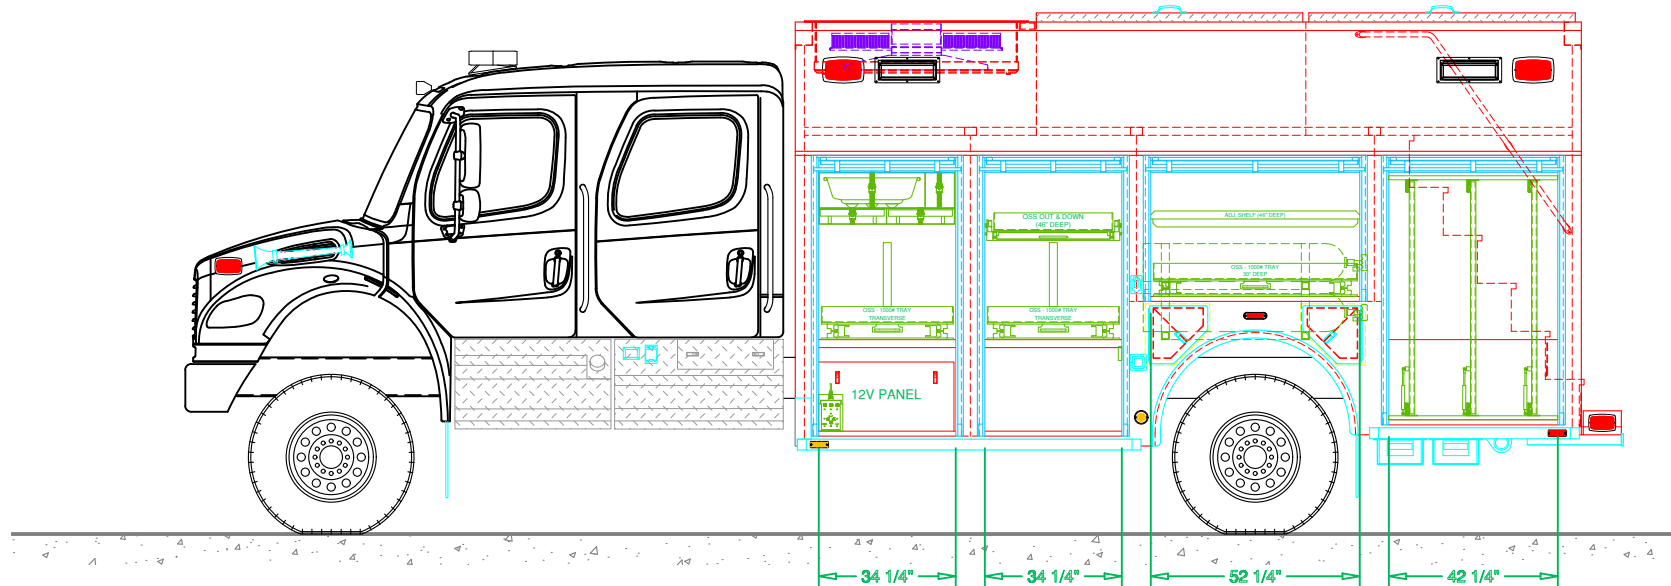 OSS OUT & DOWN
(46" DEEP)
ADJ. SHELF (46" DEEP)
OSS - 1000# TRAY
30" DEEP
OSS - 1000# TRAY
TRANSVERSE
OSS - 1000# TRAY
TRANSVERSE
12V PANEL
34 1/4"
34 1/4"
52 1/4"
42 1/4"